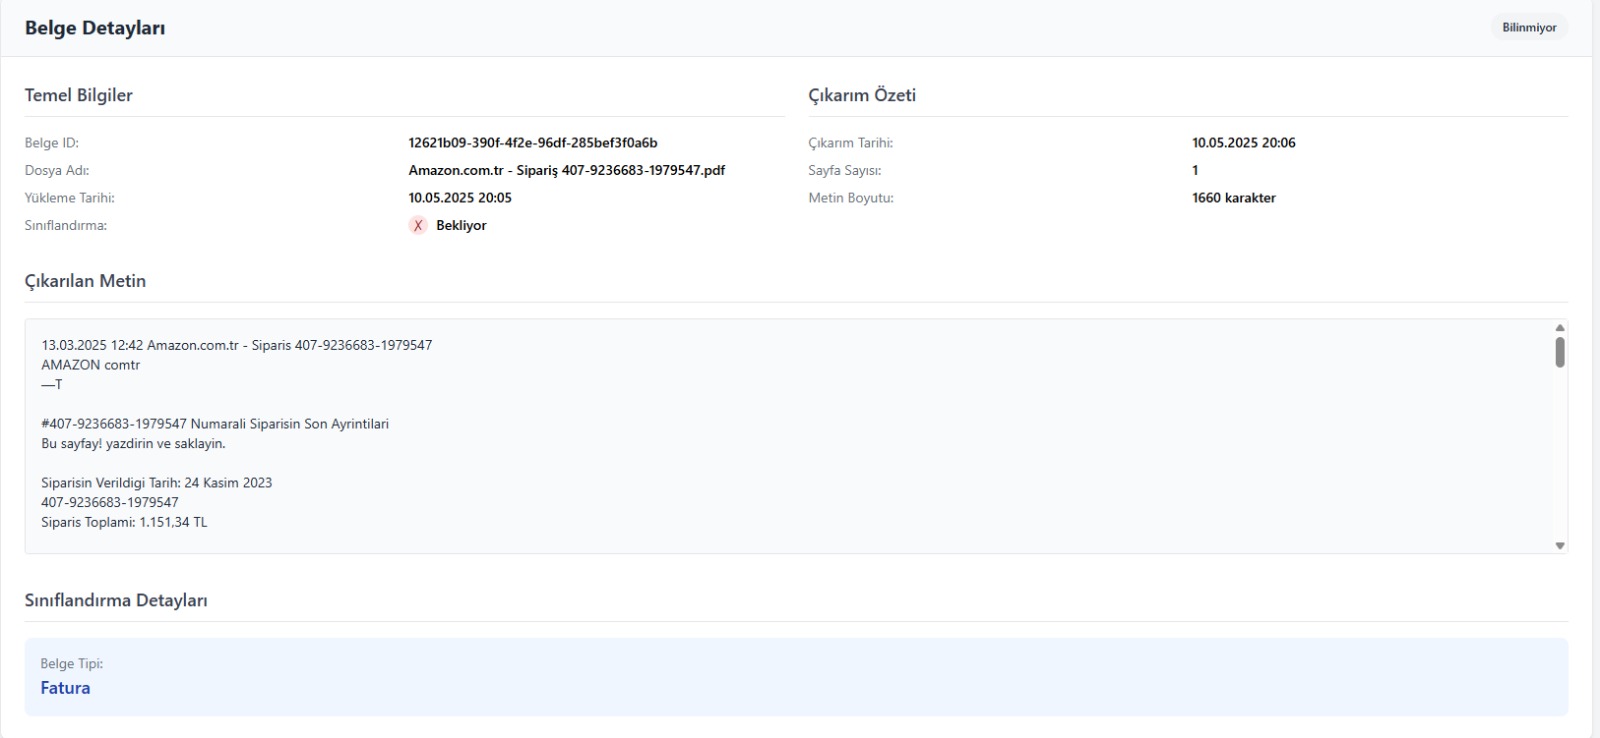 Belge Detayları
Bilinmiyor
Temel Bilgiler
Belge ID: 12621b09-390f-4f2e-96df-285bef3f0a6b
Dosya Adı: Amazon.com.tr - Sipariş 407-9236683-1979547.pdf
Yükleme Tarihi: 10.05.2025 20:05
Sınıflandırma: X Bekliyor
Çıkarım Özeti
Çıkarım Tarihi: 10.05.2025 20:06
Sayfa Sayısı: 1
Metin Boyutu: 1660 karakter
Çıkarılan Metin
13.03.2025 12:42 Amazon.com.tr - Siparis 407-9236683-1979547
AMAZON comtr
—T
#407-9236683-1979547 Numarali Siparisin Son Ayrintilari
Bu sayfay! yazdirin ve saklayin.
Siparisin Verildigi Tarih: 24 Kasim 2023
407-9236683-1979547
Siparis Toplami: 1.151,34 TL
Sınıflandırma Detayları
Belge Tipi:
Fatura